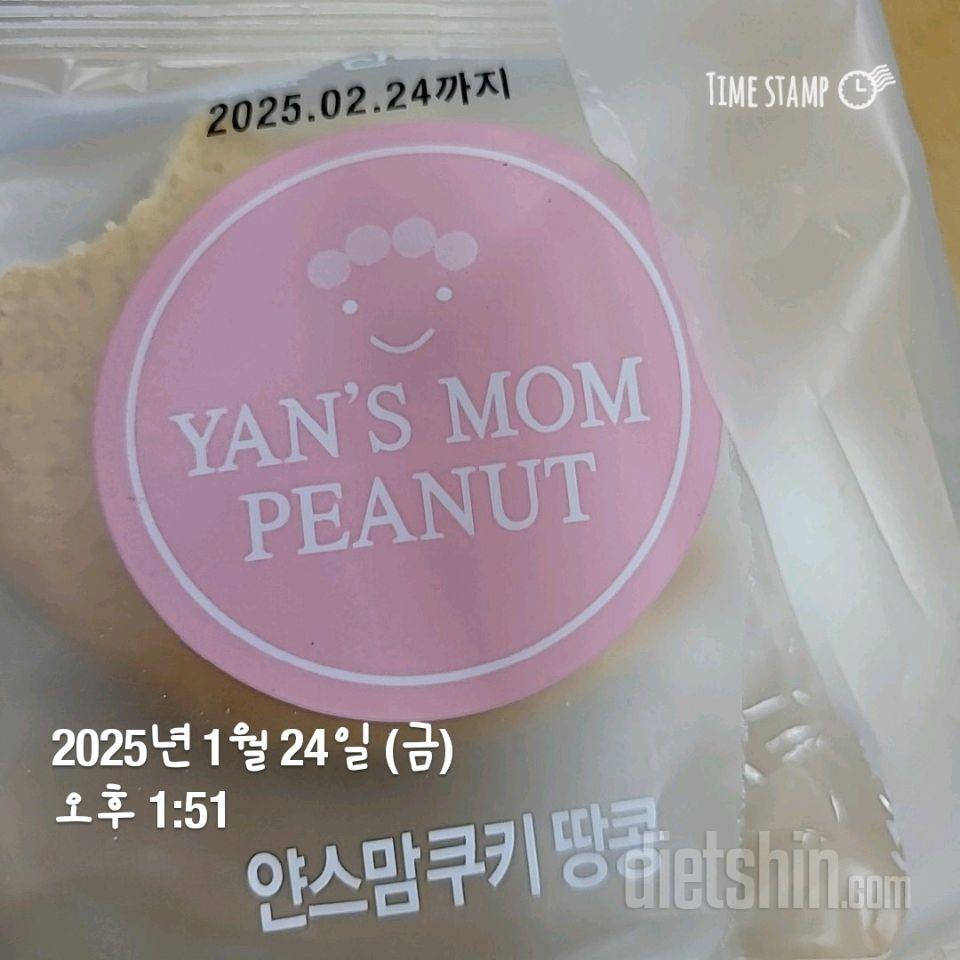 2025.02.24까지
TIME STAMP
YAN'S MOM
PEANUT
2025년 1월 24일 (금)
오후 1:51
얀스맘쿠키 땅콩
dietshin.com